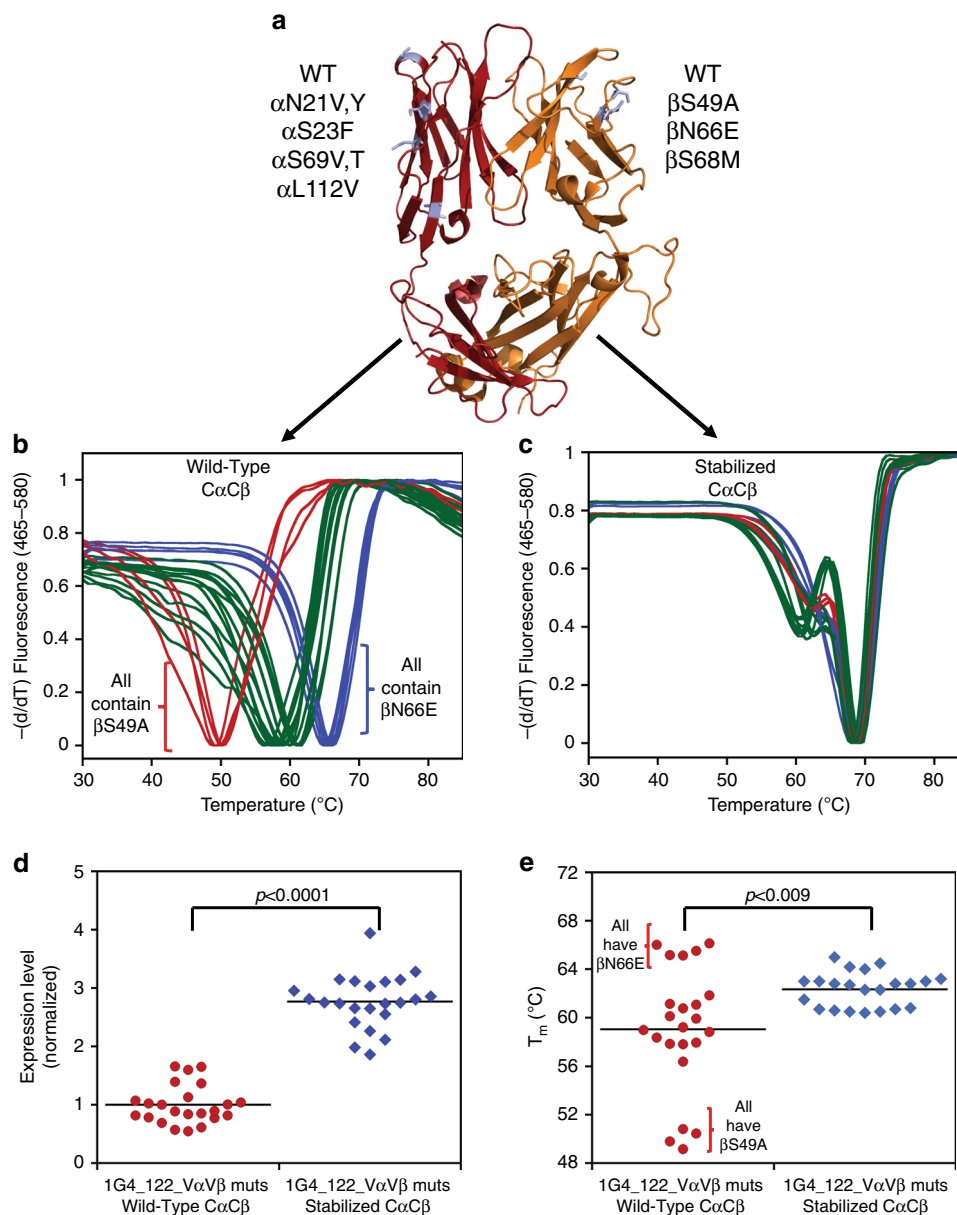 a
WT
αN21V,Y
αS23F
αS69V,T
αL112V
WT
βS49A
βN66E
βS68M
b
Wild-Type
CαCβ
−(d/dT) Fluorescence (465–580)
1
0.8
0.6
0.4
0.2
0
All
contain
βS49A
All
contain
βN66E
30
40
50
60
70
80
Temperature (°C)
c
Stabilized
CαCβ
−(d/dT) Fluorescence (465–580)
1
0.8
0.6
0.4
0.2
0
30
40
50
60
70
80
Temperature (°C)
d
p<0.0001
Expression level
(normalized)
5
4
3
2
1
0
1G4_122_VαVβ muts
Wild-Type CαCβ
1G4_122_VαVβ muts
Stabilized CαCβ
e
p<0.009
Tm (°C)
72
68
64
60
56
52
48
All
have
βN66E
All
have
βS49A
1G4_122_VαVβ muts
Wild-Type CαCβ
1G4_122_VαVβ muts
Stabilized CαCβ